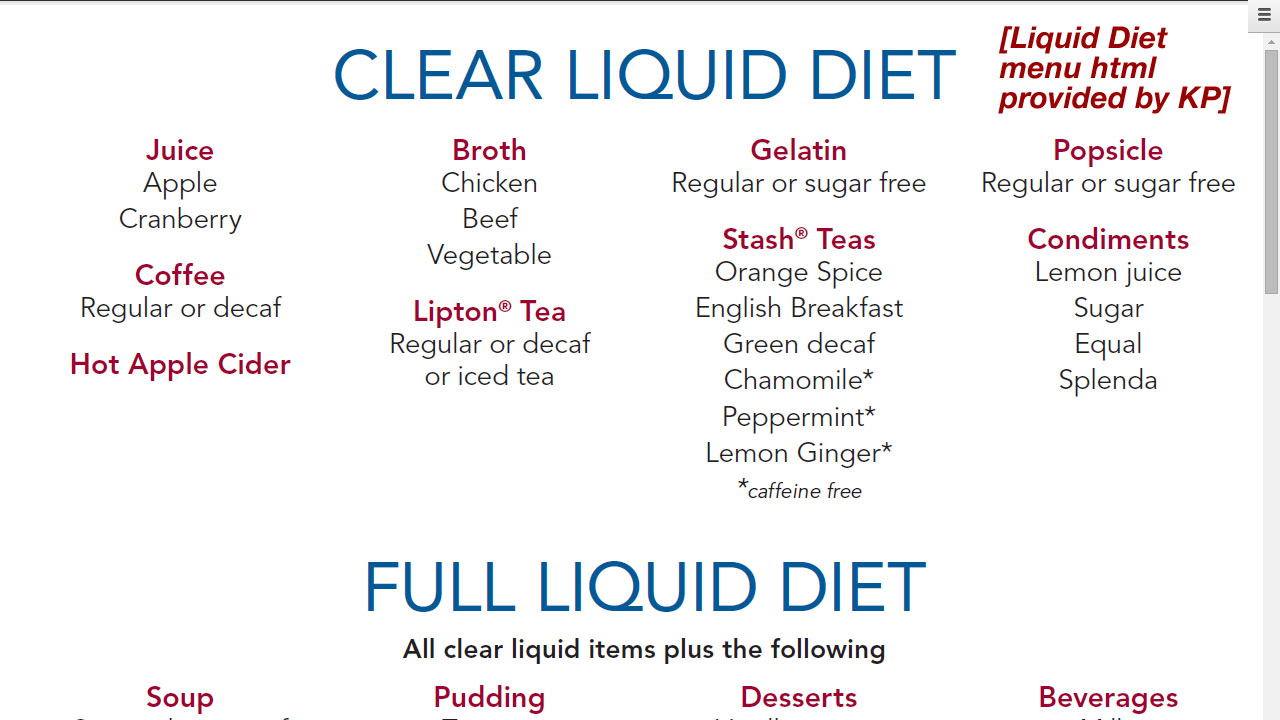 CLEAR LIQUID DIET
[Liquid Diet
menu html
provided by KP]
Juice
Apple
Cranberry
Coffee
Regular or decaf
Hot Apple Cider
Broth
Chicken
Beef
Vegetable
Lipton® Tea
Regular or decaf
or iced tea
Gelatin
Regular or sugar free
Stash® Teas
Orange Spice
English Breakfast
Green decaf
Chamomile*
Peppermint*
Lemon Ginger*
*caffeine free
Popsicle
Regular or sugar free
Condiments
Lemon juice
Sugar
Equal
Splenda
FULL LIQUID DIET
All clear liquid items plus the following
Soup
Pudding
Desserts
Beverages